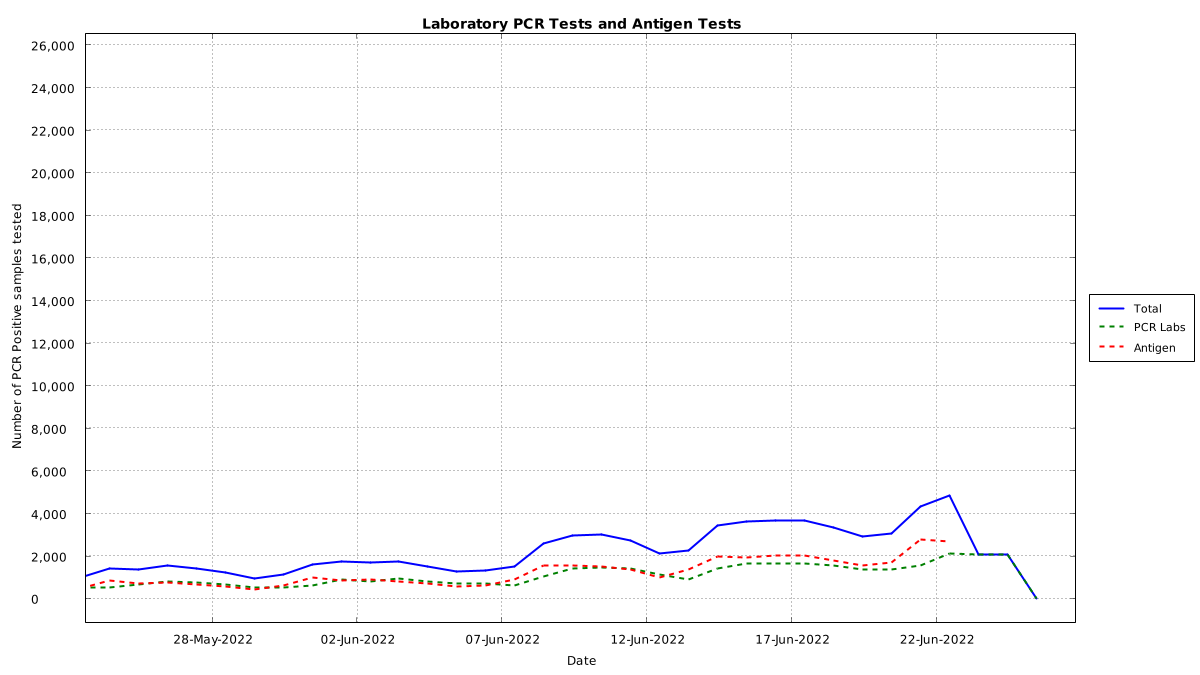 Laboratory PCR Tests and Antigen Tests
26,000
24,000
22,000
20,000
18,000
16,000
14,000
12,000
10,000
8,000
6,000
4,000
2,000
0
Number of PCR Positive samples tested
28-May-2022
02-Jun-2022
07-Jun-2022
12-Jun-2022
17-Jun-2022
22-Jun-2022
Date
Total
PCR Labs
Antigen